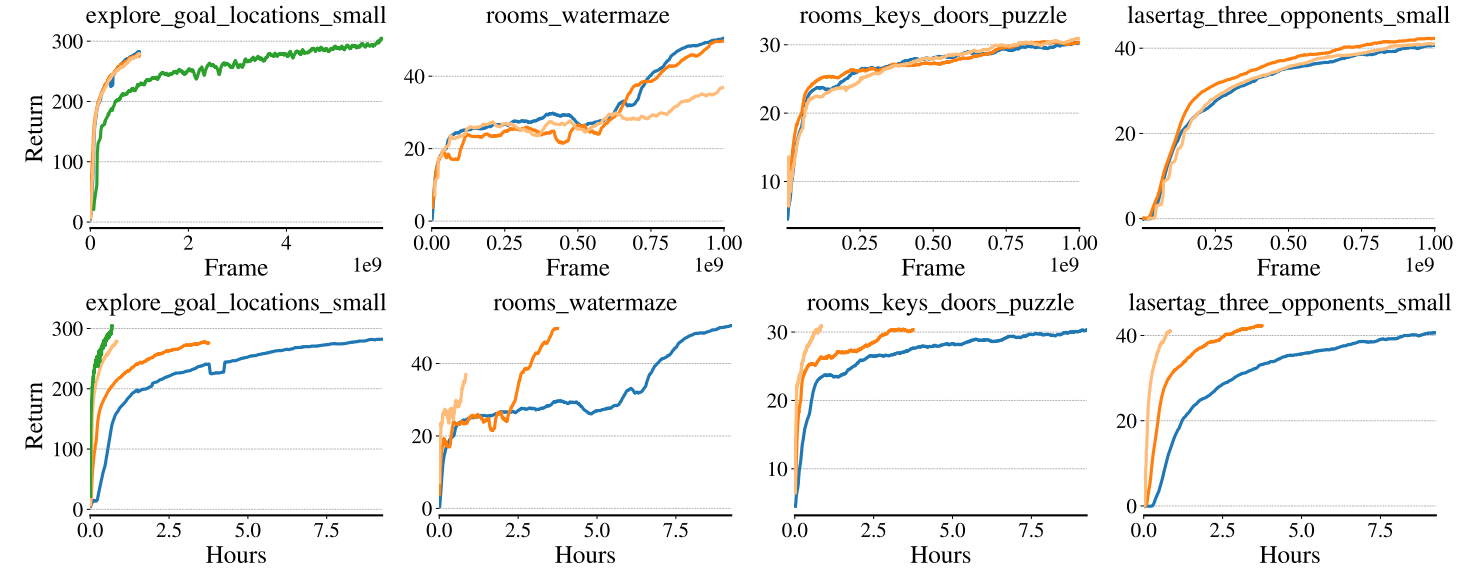 explore_goal_locations_small
rooms_watermaze
rooms_keys_doors_puzzle
lasertag_three_opponents_small
Return
300
200
100
0
40
20
0
30
20
10
40
20
0
0 2 4
0.00 0.25 0.50 0.75 1.00
0.25 0.50 0.75 1.00
0.25 0.50 0.75 1.00
Frame 1e9
Frame 1e9
Frame 1e9
Frame 1e9
explore_goal_locations_small
rooms_watermaze
rooms_keys_doors_puzzle
lasertag_three_opponents_small
Return
300
200
100
0
40
20
0
30
20
10
40
20
0
0.0 2.5 5.0 7.5
0.0 2.5 5.0 7.5
0.0 2.5 5.0 7.5
0.0 2.5 5.0 7.5
Hours
Hours
Hours
Hours